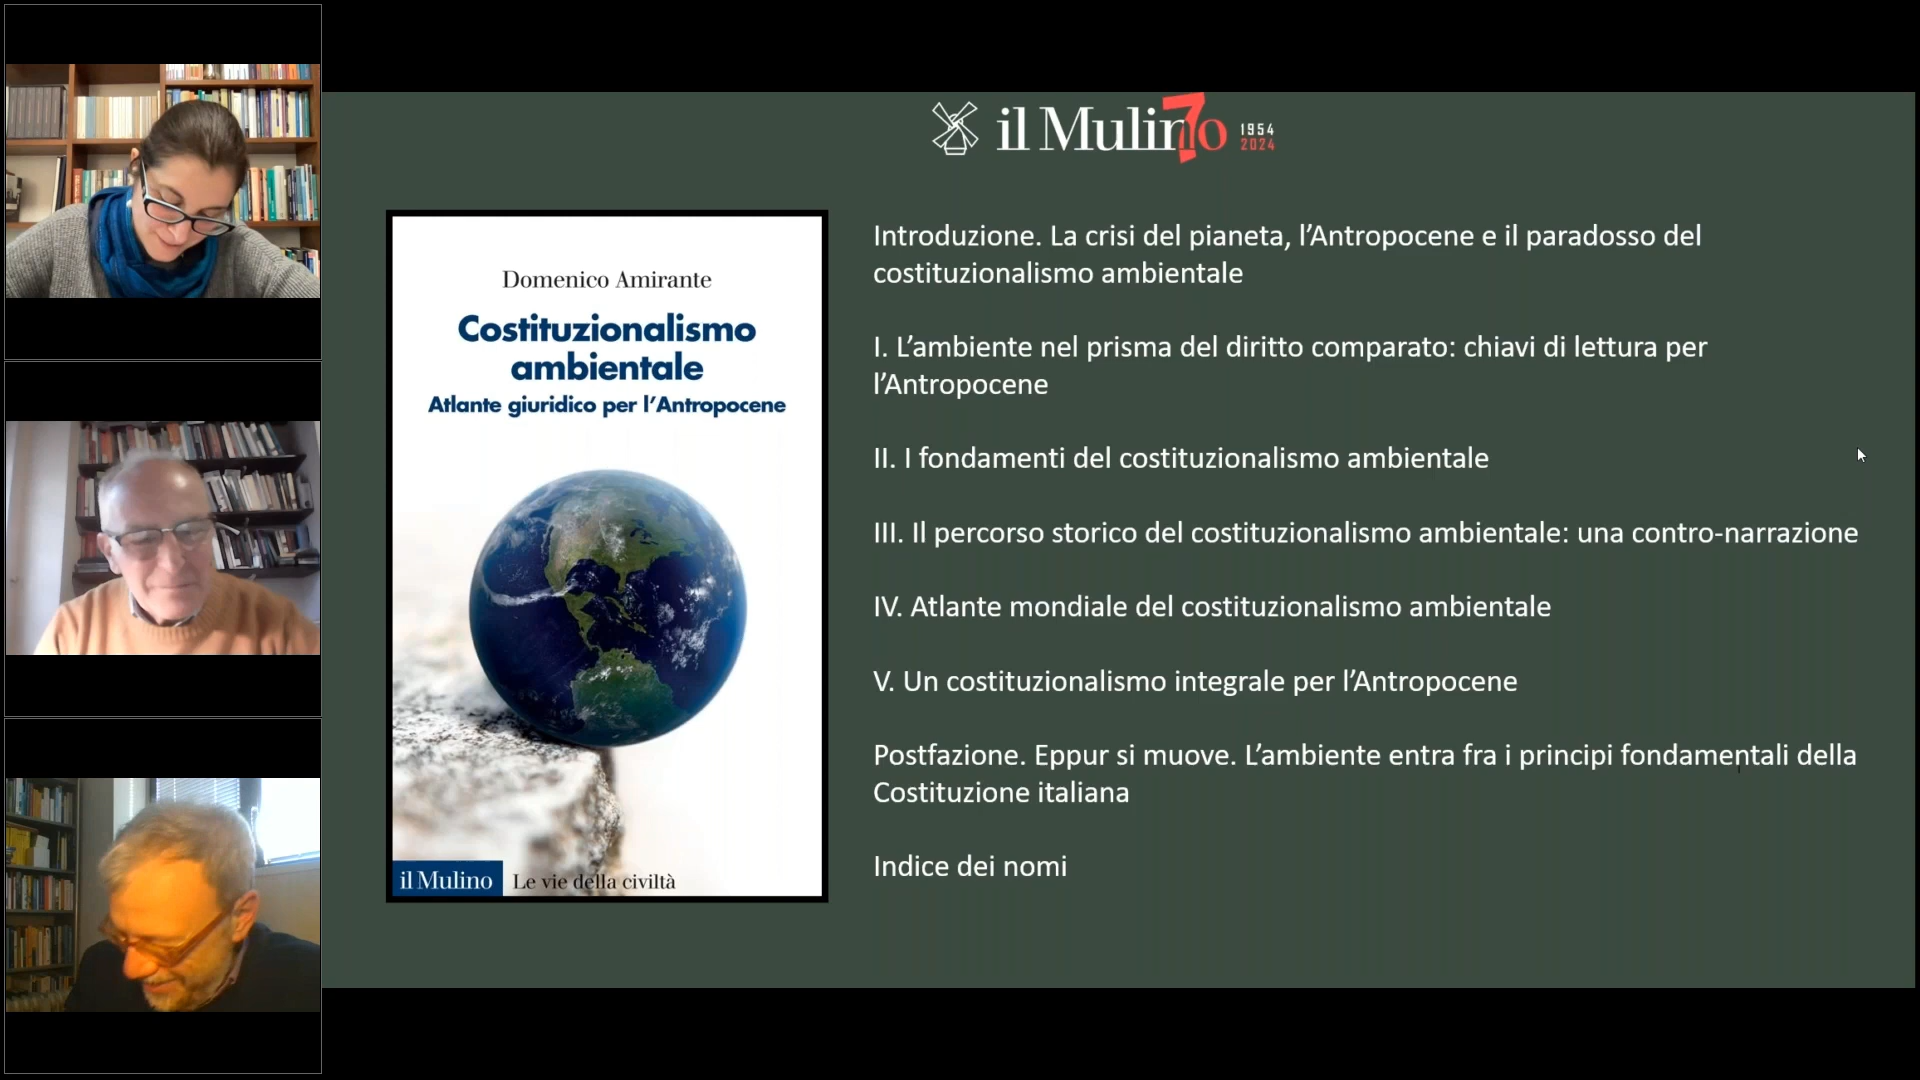 il Mulino
70
1954
2024
Domenico Amirante
Costituzionalismo
ambientale
Atlante giuridico per l'Antropocene
il Mulino
Le vie della civiltà
Introduzione. La crisi del pianeta, l'Antropocene e il paradosso del
costituzionalismo ambientale
I. L'ambiente nel prisma del diritto comparato: chiavi di lettura per
l'Antropocene
II. I fondamenti del costituzionalismo ambientale
III. Il percorso storico del costituzionalismo ambientale: una contro-narrazione
IV. Atlante mondiale del costituzionalismo ambientale
V. Un costituzionalismo integrale per l'Antropocene
Postfazione. Eppur si muove. L'ambiente entra fra i principi fondamentali della
Costituzione italiana
Indice dei nomi